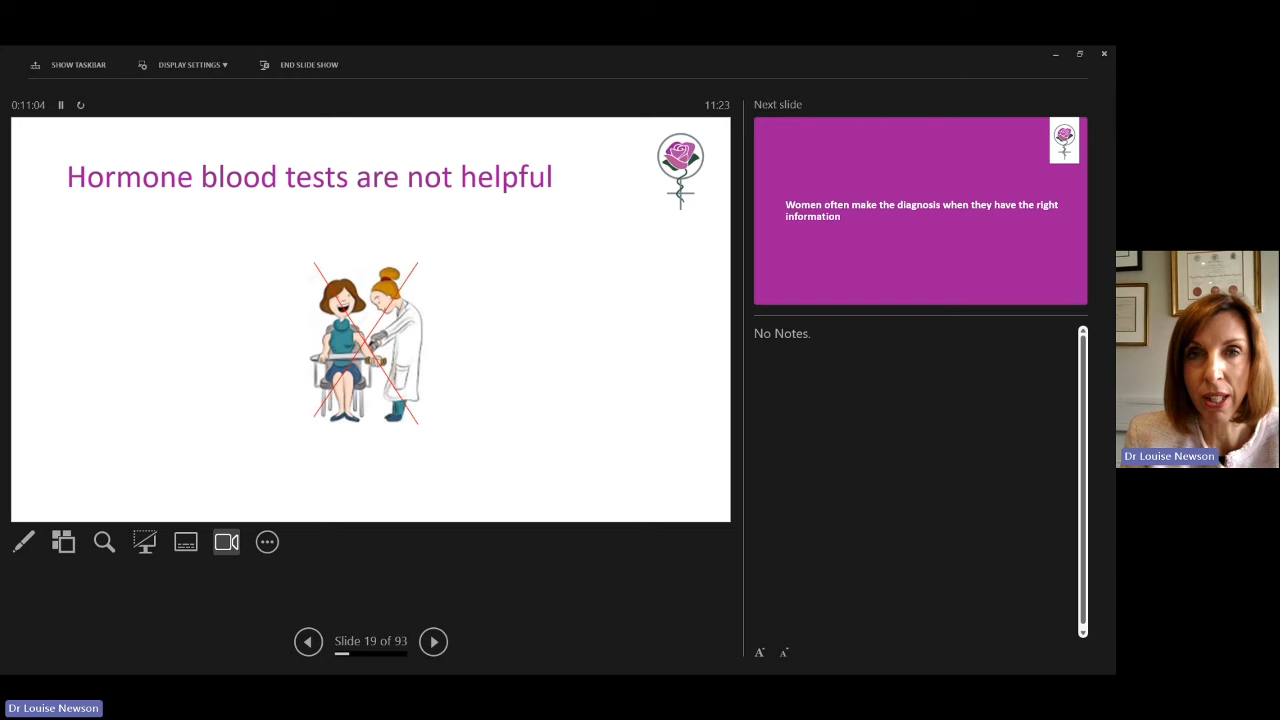 SHOW TASKBAR
DISPLAY SETTINGS ▼
END SLIDE SHOW
0:11:04
11:23
Next slide
Hormone blood tests are not helpful
Women often make the diagnosis when they have the right
information
No Notes.
Dr Louise Newson
Slide 19 of 93
A A
Dr Louise Newson